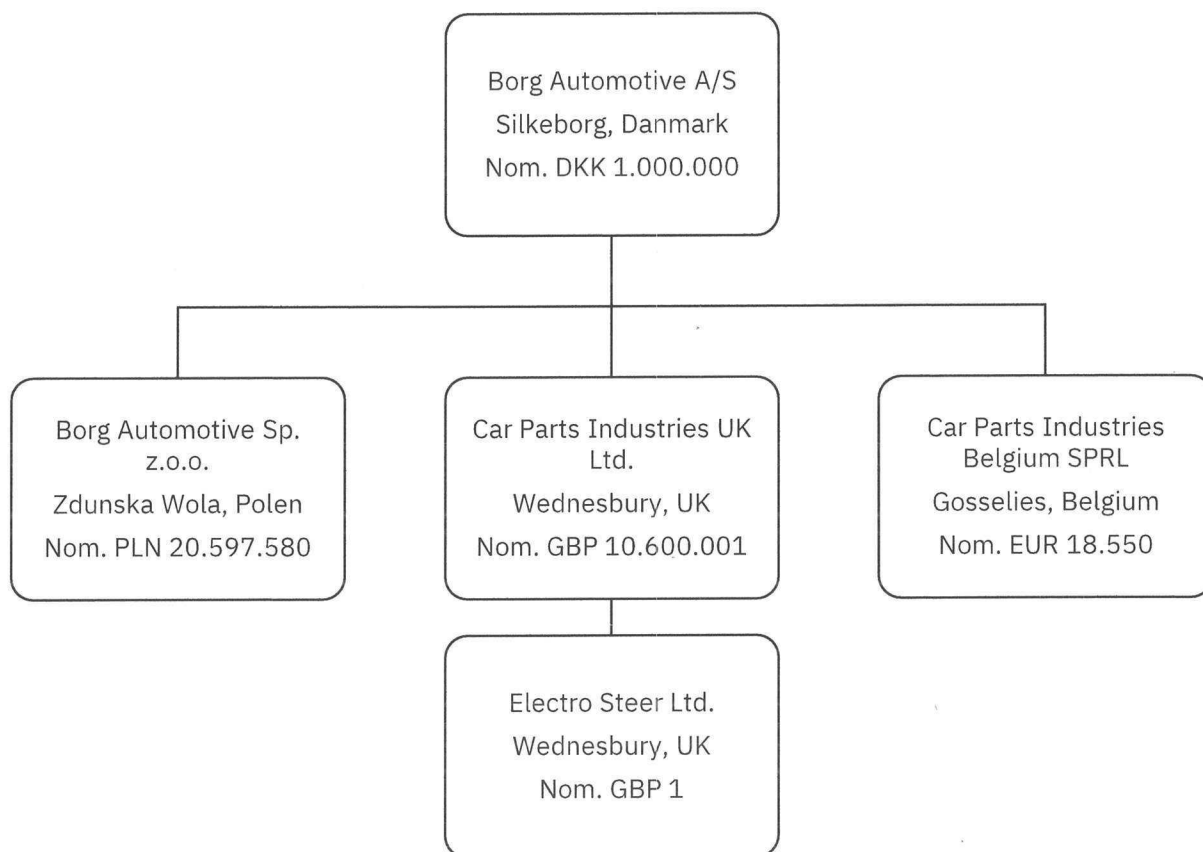 Borg Automotive A/S
Silkeborg, Danmark
Nom. DKK 1.000.000
Borg Automotive Sp.
z.o.o.
Zdunska Wola, Polen
Nom. PLN 20.597.580
Car Parts Industries UK
Ltd.
Wednesbury, UK
Nom. GBP 10.600.001
Car Parts Industries
Belgium SPRL
Gosselies, Belgium
Nom. EUR 18.550
Electro Steer Ltd.
Wednesbury, UK
Nom. GBP 1